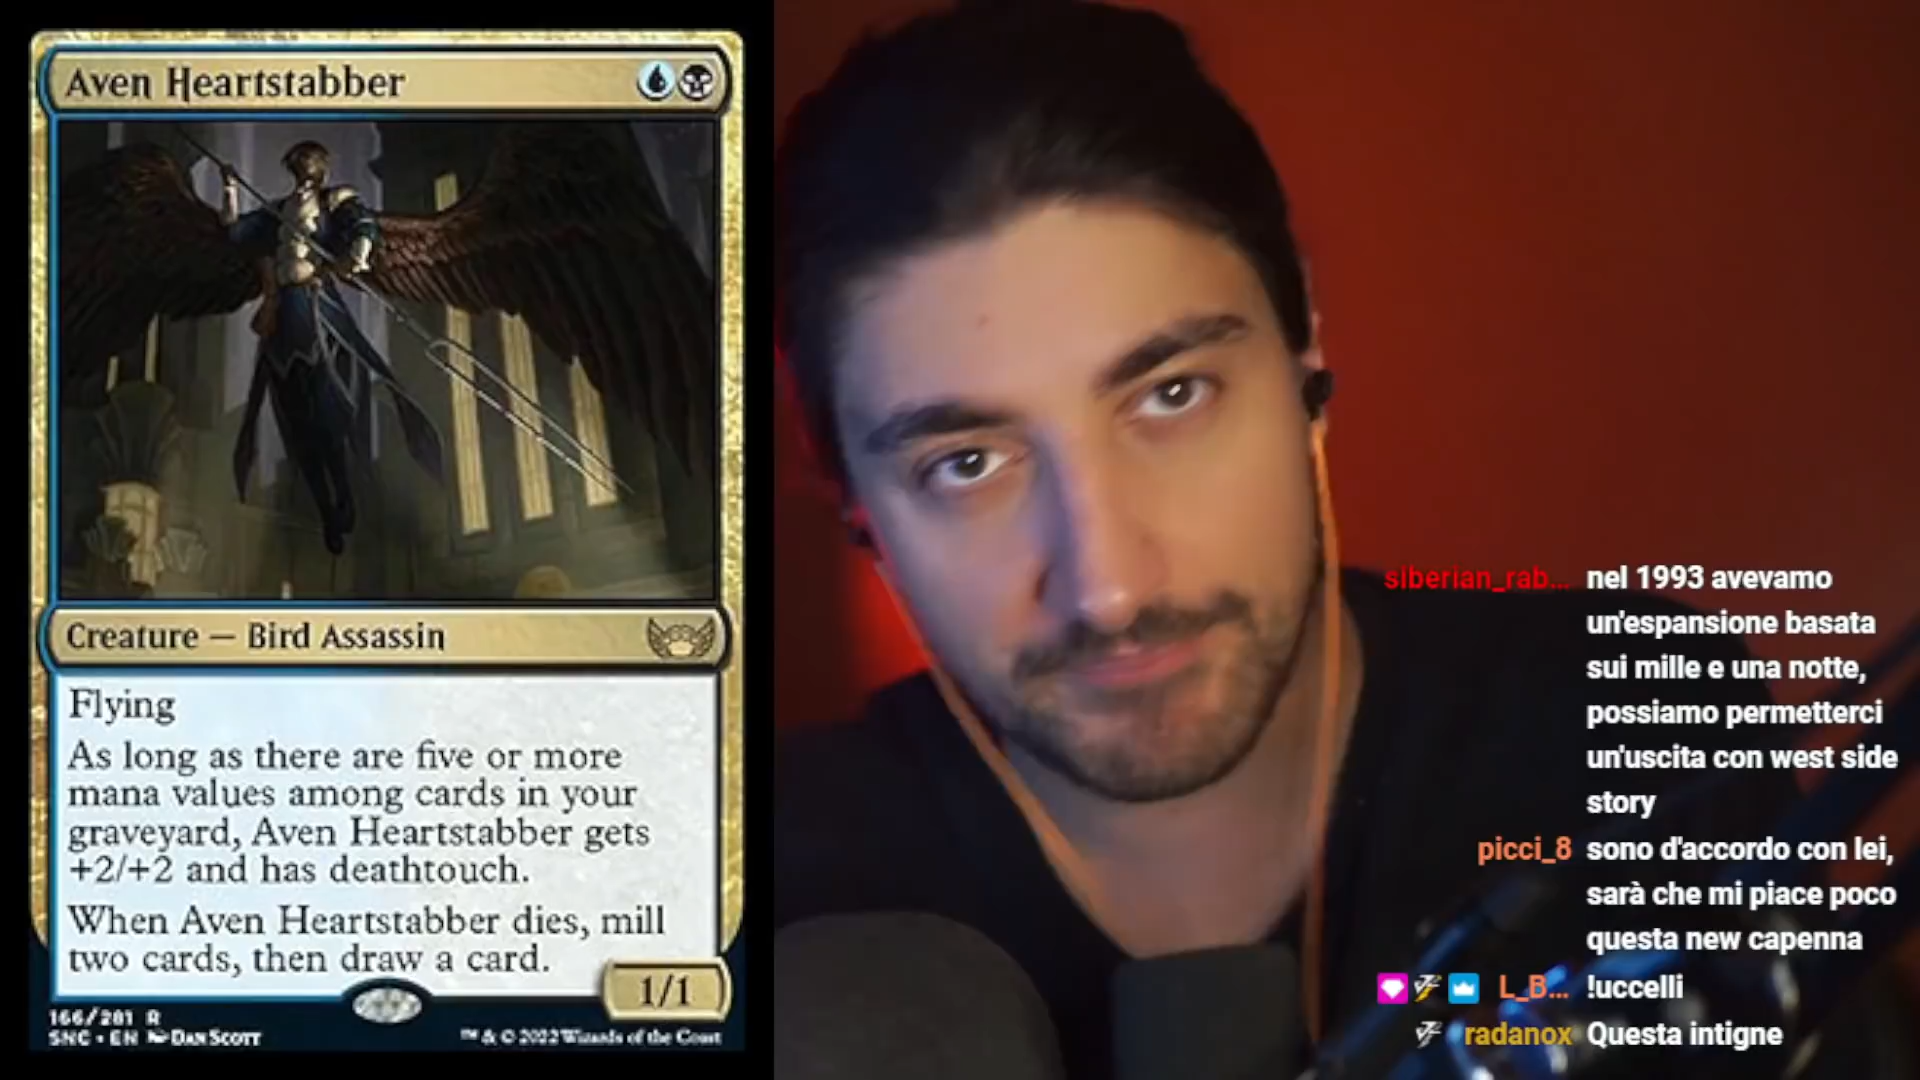 Aven Heartstabber
Creature — Bird Assassin
Flying
As long as there are five or more
mana values among cards in your
graveyard, Aven Heartstabber gets
+2/+2 and has deathtouch.
When Aven Heartstabber dies, mill
two cards, then draw a card.
1/1
166/281 R
SNC • EN DAN SCOTT
™ & © 2022 Wizards of the Coast
siberian_rab... nel 1993 avevamo
un'espansione basata
sui mille e una notte,
possiamo permetterci
un'uscita con west side
story
picci_8 sono d'accordo con lei,
sarà che mi piace poco
questa new capenna
L_B... !uccelli
radanox Questa intigne